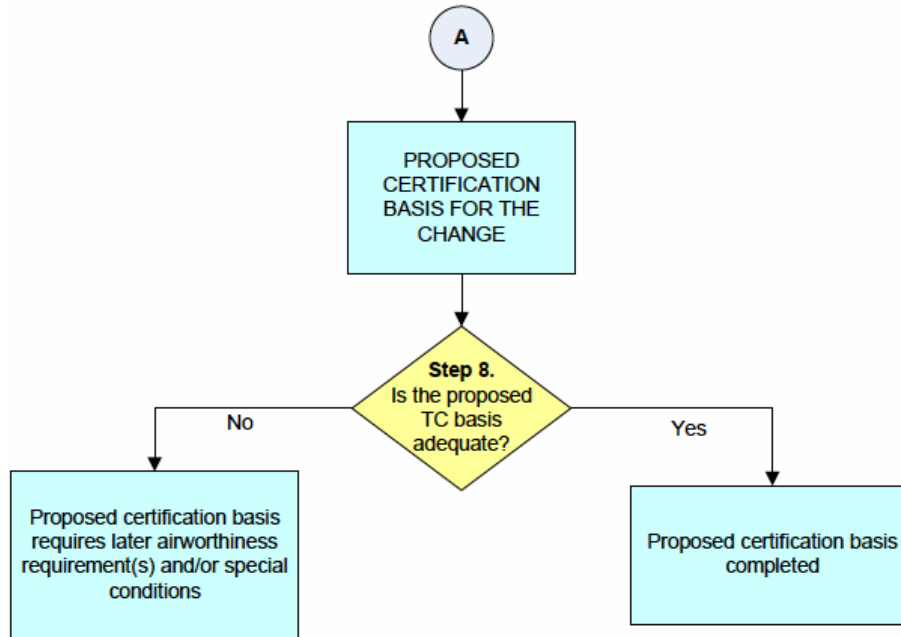 A
PROPOSED
CERTIFICATION
BASIS FOR THE
CHANGE
Step 8.
Is the proposed
TC basis
adequate?
No
Yes
Proposed certification basis
requires later airworthiness
requirement(s) and/or special
conditions
Proposed certification basis
completed